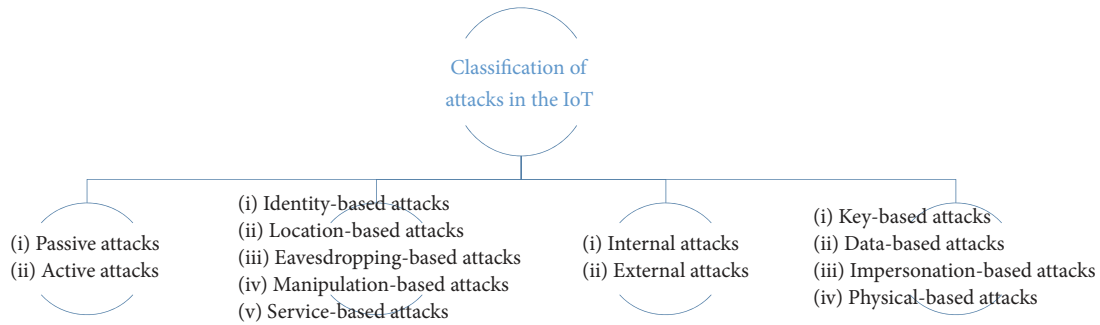 Classification of
attacks in the IoT
(i) Passive attacks
(ii) Active attacks
(i) Identity-based attacks
(ii) Location-based attacks
(iii) Eavesdropping-based attacks
(iv) Manipulation-based attacks
(v) Service-based attacks
(i) Internal attacks
(ii) External attacks
(i) Key-based attacks
(ii) Data-based attacks
(iii) Impersonation-based attacks
(iv) Physical-based attacks